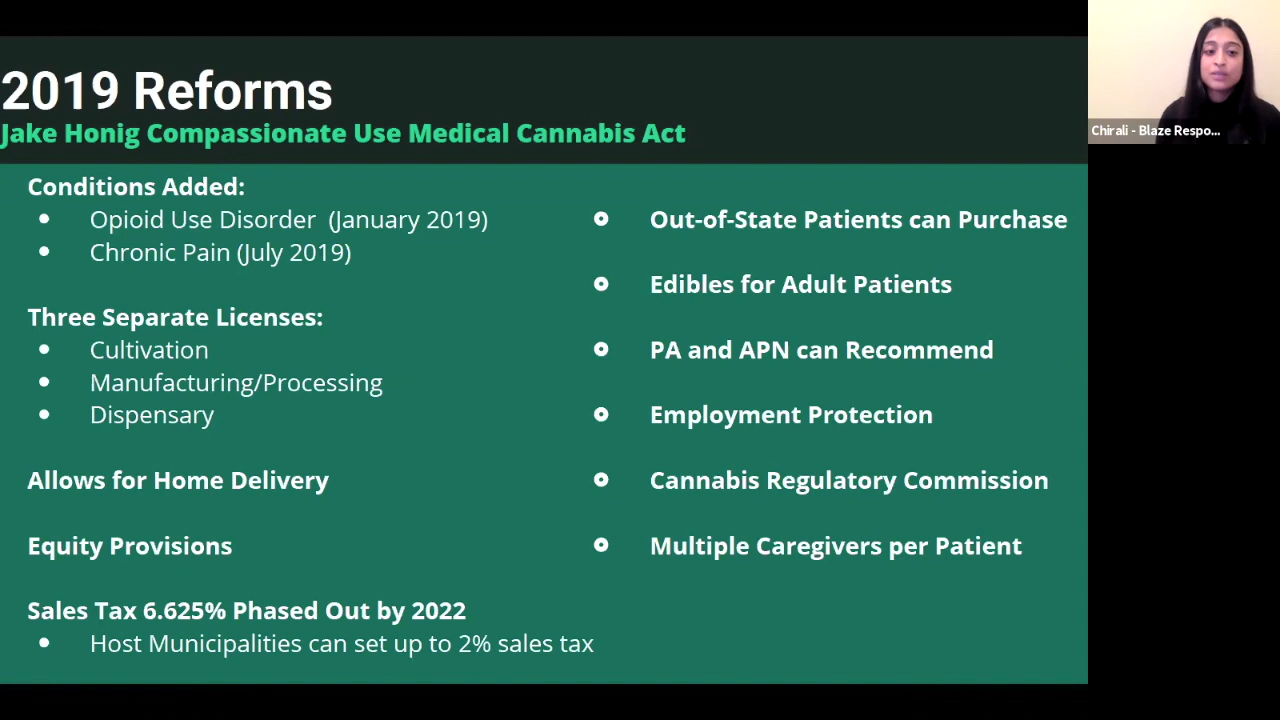 2019 Reforms
Jake Honig Compassionate Use Medical Cannabis Act
Conditions Added:
• Opioid Use Disorder (January 2019)
• Chronic Pain (July 2019)
Three Separate Licenses:
• Cultivation
• Manufacturing/Processing
• Dispensary
Allows for Home Delivery
Equity Provisions
Sales Tax 6.625% Phased Out by 2022
• Host Municipalities can set up to 2% sales tax
Out-of-State Patients can Purchase
Edibles for Adult Patients
PA and APN can Recommend
Employment Protection
Cannabis Regulatory Commission
Multiple Caregivers per Patient
Chirali - Blaze Respo...